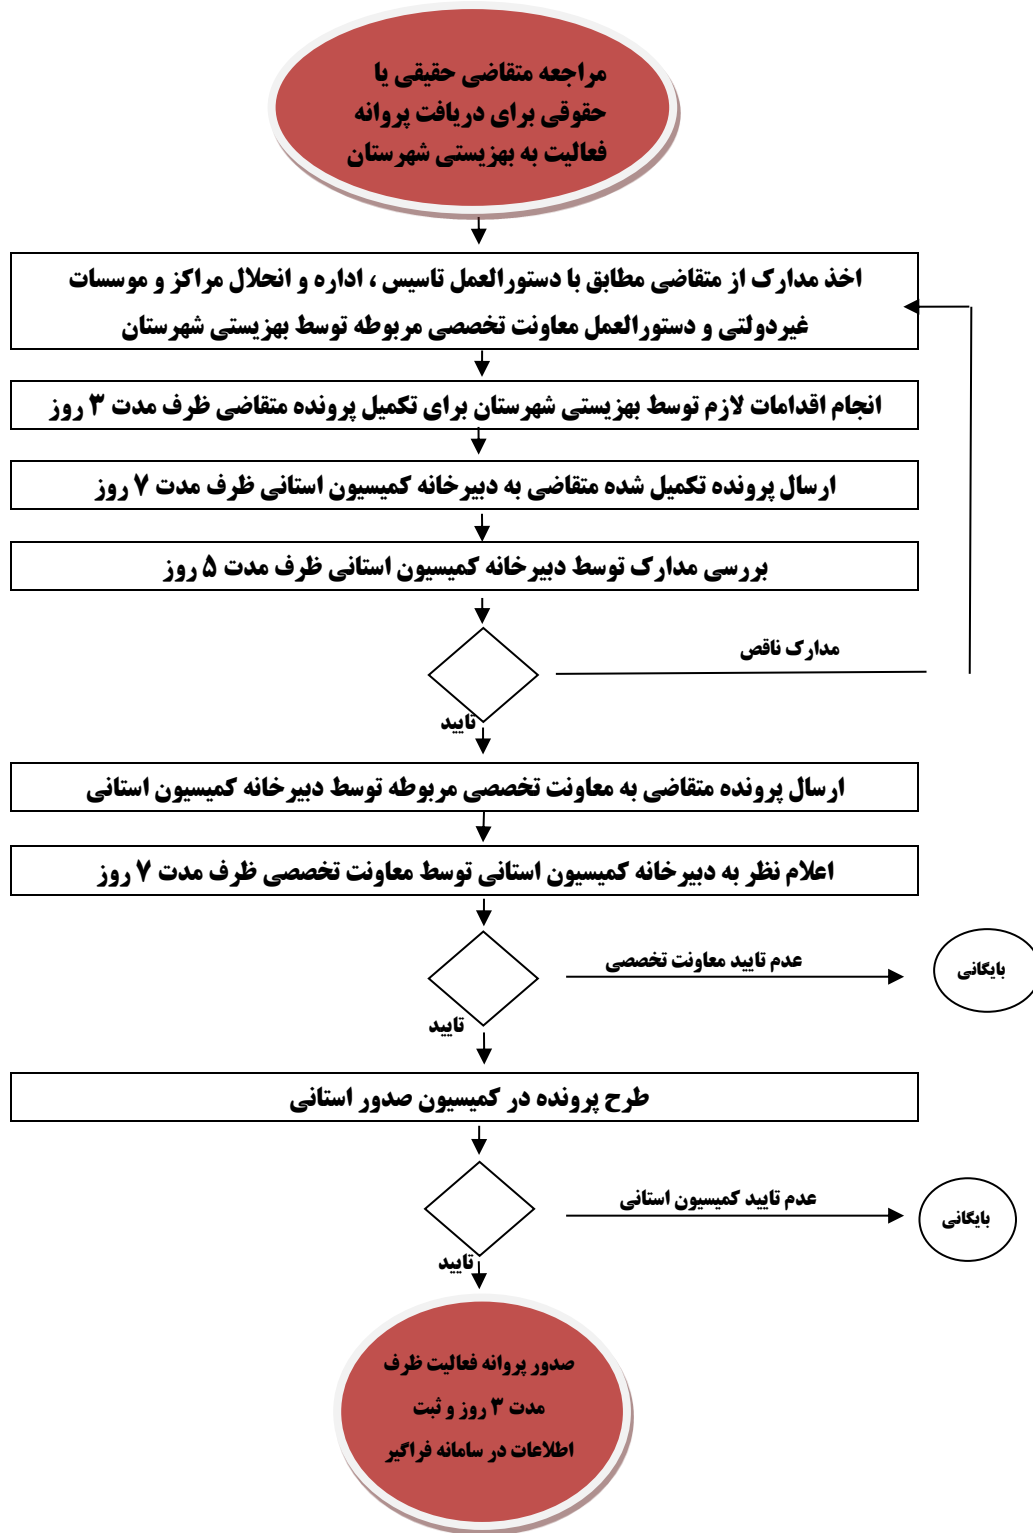 مراجعه متقاضی حقیقی یا
حقوقی برای دریافت پروانه
فعالیت به بهزیستی شهرستان
اخذ مدارک از متقاضی مطابق با دستورالعمل تاسیس ، اداره و انحلال مراکز و موسسات
غیردولتی و دستورالعمل معاونت تخصصی مربوطه توسط بهزیستی شهرستان
انجام اقدامات لازم توسط بهزیستی شهرستان برای تکمیل پرونده متقاضی ظرف مدت ۳ روز
ارسال پرونده تکمیل شده متقاضی به دبیرخانه کمیسیون استانی ظرف مدت ۷ روز
بررسی مدارک توسط دبیرخانه کمیسیون استانی ظرف مدت ۵ روز
مدارک ناقص
تایید
ارسال پرونده متقاضی به معاونت تخصصی مربوطه توسط دبیرخانه کمیسیون استانی
اعلام نظر به دبیرخانه کمیسیون استانی توسط معاونت تخصصی ظرف مدت ۷ روز
عدم تایید معاونت تخصصی
بایگانی
تایید
طرح پرونده در کمیسیون صدور استانی
عدم تایید کمیسیون استانی
بایگانی
تایید
صدور پروانه فعالیت ظرف
مدت ۳ روز و ثبت
اطلاعات در سامانه فراگیر